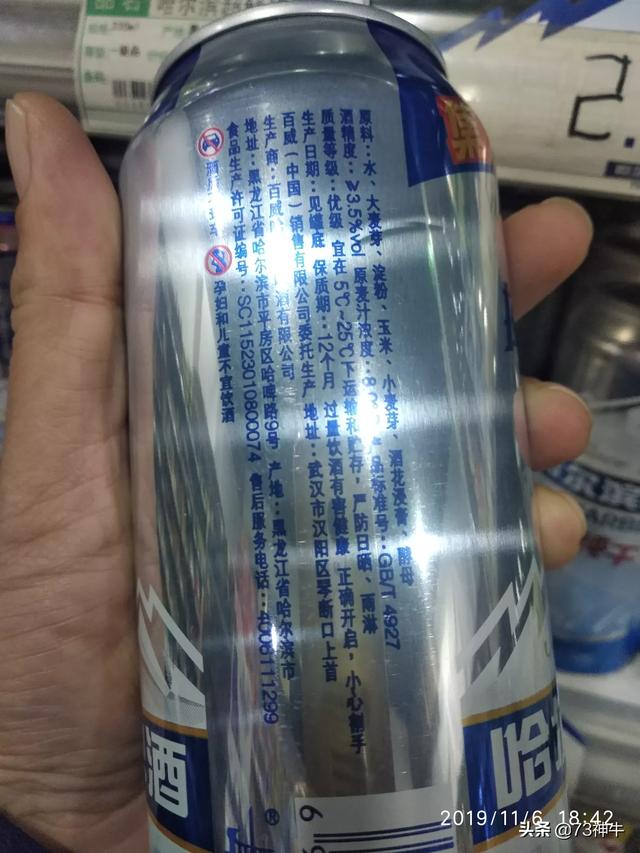 哈尔滨
2.
原料:水、大麦芽、淀粉、玉米、小麦芽、酒花浸膏、酵母
酒精度:≥3.5%vol 原麦汁浓度: 产品标准号:GB/T 4927
质量等级:优级 宜在5℃~25℃下运输和贮存,严防日晒、雨淋
生产日期:见罐底 保质期:12个月 过量饮酒有害健康 正确开启,小心割手
百威(中国)销售有限公司委托生产 地址:武汉市汉阳区琴断口上首
生产商:百威 酒有限公司
地址:黑龙江省哈尔滨市平房区哈啤路9号 产地:黑龙江省哈尔滨市
食品生产许可证编号:SC11523010800074 售后服务电话:4006111299
孕妇和儿童不宜饮酒
酒
哈
®
6 9
2019/11/6 18:42
头条 @73神牛